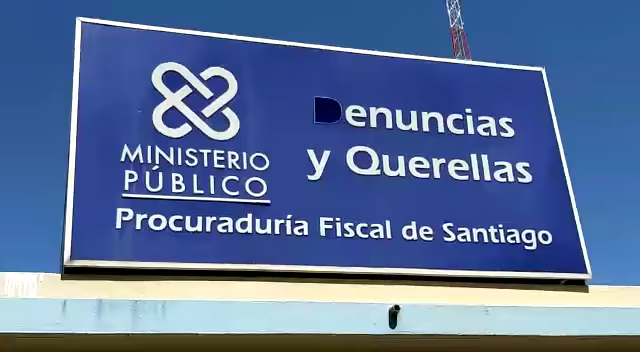 MINISTERIO
PÚBLICO
Denuncias
y Querellas
Procuraduría Fiscal de Santiago